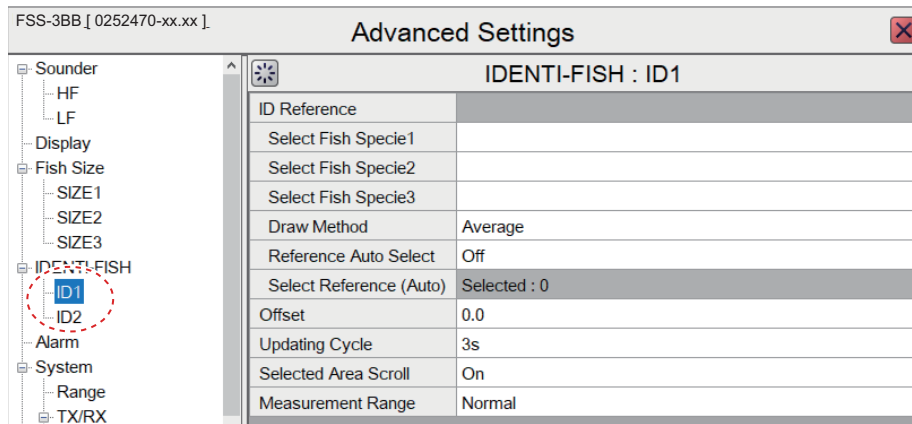 FSS-3BB [ 0252470-xx.xx ]
Advanced Settings
Sounder
HF
LF
Display
Fish Size
SIZE1
SIZE2
SIZE3
IDENTI-FISH
ID1
ID2
Alarm
System
Range
TX/RX
IDENTI-FISH : ID1
ID Reference
Select Fish Specie1
Select Fish Specie2
Select Fish Specie3
Draw Method Average
Reference Auto Select Off
Select Reference (Auto) Selected : 0
Offset 0.0
Updating Cycle 3s
Selected Area Scroll On
Measurement Range Normal